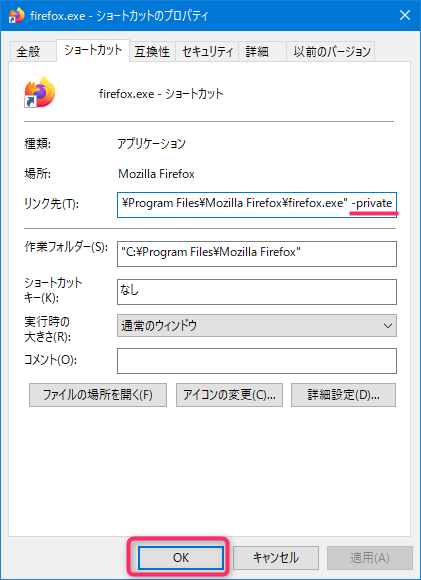 firefox.exe - ショートカットのプロパティ
全般 ショートカット 互換性 セキュリティ 詳細 以前のバージョン
firefox.exe - ショートカット
種類: アプリケーション
場所: Mozilla Firefox
リンク先(T): ¥Program Files¥Mozilla Firefox¥firefox.exe" -private
作業フォルダー(S): "C:¥Program Files¥Mozilla Firefox"
ショートカット
キー(K): なし
実行時の
大きさ(R): 通常のウィンドウ
コメント(O):
ファイルの場所を開く(F) アイコンの変更(C)... 詳細設定(D)...
OK キャンセル 適用(A)